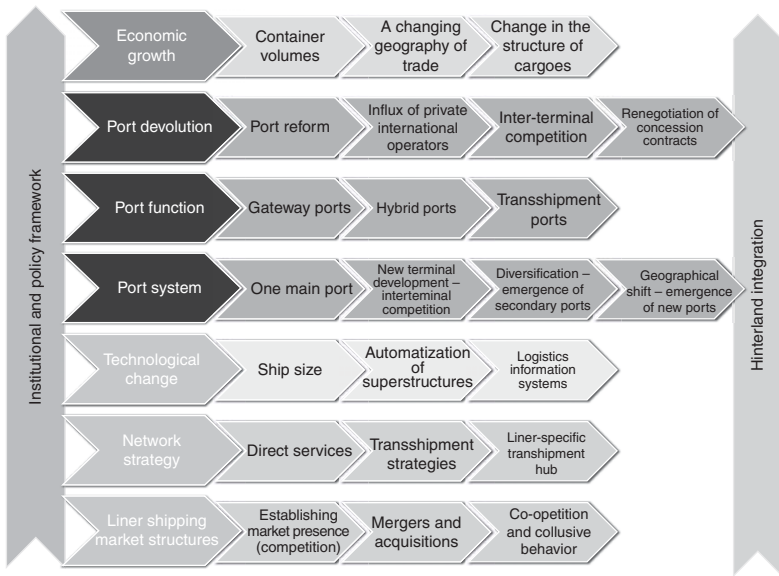 Institutional and policy framework
Economic
growth
Container
volumes
A changing
geography of
trade
Change in the
structure of
cargoes
Port devolution
Port reform
Influx of private
international
operators
Inter-terminal
competition
Renegotiation of
concession
contracts
Port function
Gateway ports
Hybrid ports
Transshipment
ports
Port system
One main port
New terminal
development –
interteminal
competition
Diversification –
emergence of
secondary ports
Geographical
shift – emergence
of new ports
Technological
change
Ship size
Automatization
of
superstructures
Logistics
information
systems
Network
strategy
Direct services
Transshipment
strategies
Liner-specific
transhipment
hub
Liner shipping
market structures
Establishing
market presence
(competition)
Mergers and
acquisitions
Co-opetition
and collusive
behavior
Hinterland integration